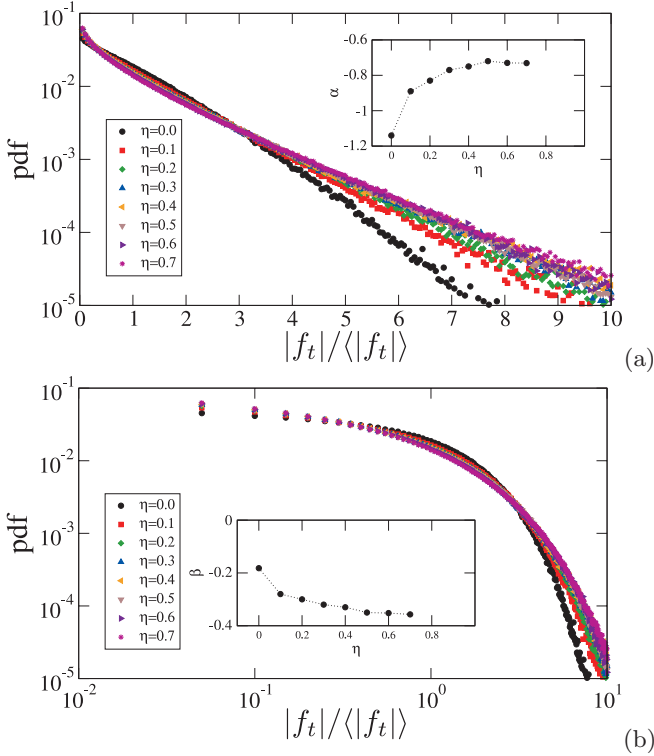 10^-1
10^-2
10^-3
10^-4
10^-5
pdf
η=0.0
η=0.1
η=0.2
η=0.3
η=0.4
η=0.5
η=0.6
η=0.7
-0.4
-0.8
-1
-1.2
α
0 0.2 0.4 0.6 0.8
η
0 1 2 3 4 5 6 7 8 9 10
|f_t|/⟨|f_t|⟩
(a)
10^-1
10^-2
10^-3
10^-4
10^-5
pdf
η=0.0
η=0.1
η=0.2
η=0.3
η=0.4
η=0.5
η=0.6
η=0.7
0
-0.2
-0.4
β
0 0.2 0.4 0.6 0.8
η
10^-2 10^-1 10^0 10^1
|f_t|/⟨|f_t|⟩
(b)